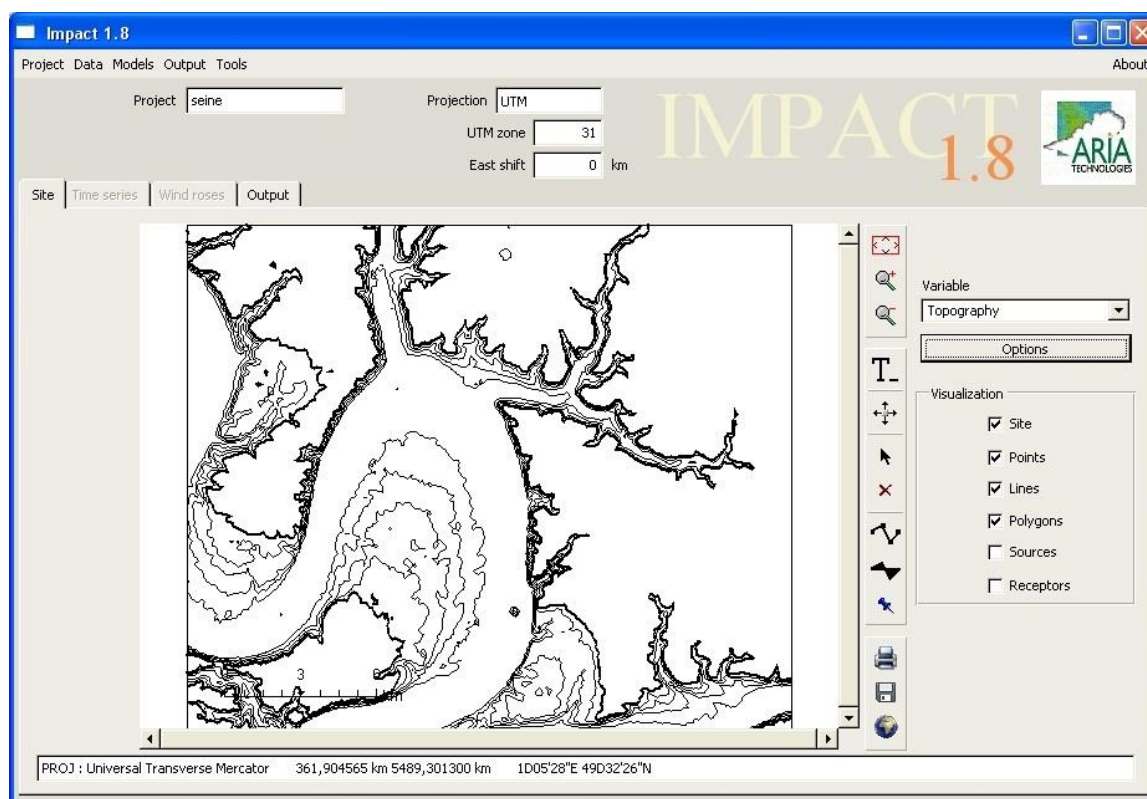 Impact 1.8
Project Data Models Output Tools About
Project seine Projection UTM
UTM zone 31
East shift 0 km
IMPACT
1.8
ARIA
TECHNOLOGIES
Site Time series Wind roses Output
Variable
Topography
Options
T_
Visualization
Site
Points
Lines
Polygons
Sources
Receptors
3
PROJ : Universal Transverse Mercator 361,904565 km 5489,301300 km 1D05'28"E 49D32'26"N